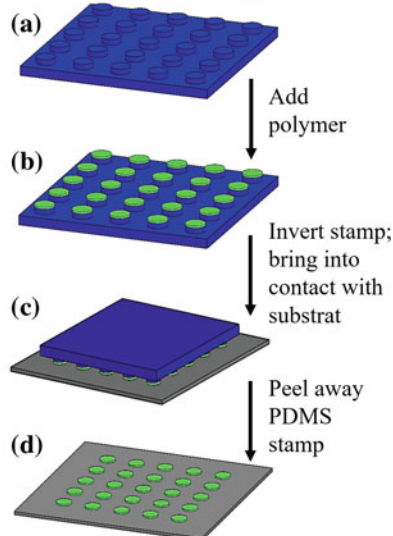 (a)
Add
polymer
(b)
Invert stamp;
bring into
contact with
substrat
(c)
Peel away
PDMS
stamp
(d)